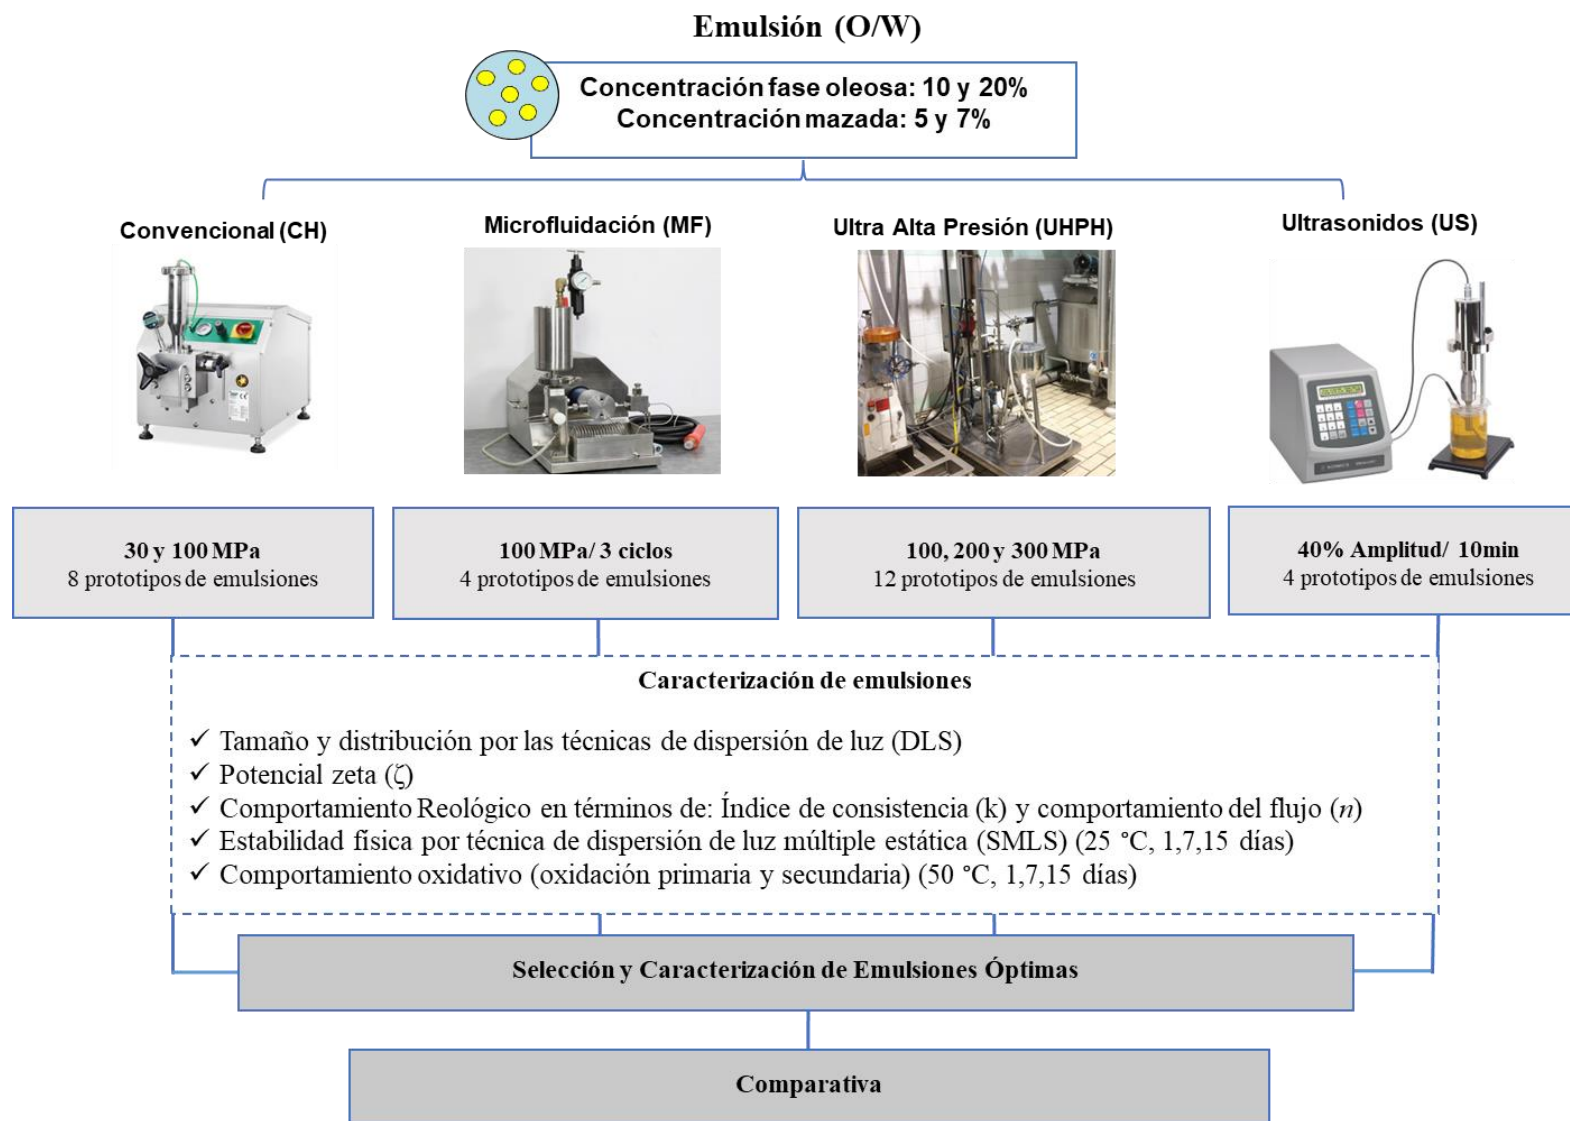 Emulsión (O/W)
Concentración fase oleosa: 10 y 20%
Concentración mazada: 5 y 7%
Convencional (CH)
Microfluidación (MF)
Ultra Alta Presión (UHPH)
Ultrasonidos (US)
30 y 100 MPa
8 prototipos de emulsiones
100 MPa/ 3 ciclos
4 prototipos de emulsiones
100, 200 y 300 MPa
12 prototipos de emulsiones
40% Amplitud/ 10min
4 prototipos de emulsiones
Caracterización de emulsiones
✓ Tamaño y distribución por las técnicas de dispersión de luz (DLS)
✓ Potencial zeta (ζ)
✓ Comportamiento Reológico en términos de: Índice de consistencia (k) y comportamiento del flujo (n)
✓ Estabilidad física por técnica de dispersión de luz múltiple estática (SMLS) (25 °C, 1,7,15 días)
✓ Comportamiento oxidativo (oxidación primaria y secundaria) (50 °C, 1,7,15 días)
Selección y Caracterización de Emulsiones Óptimas
Comparativa